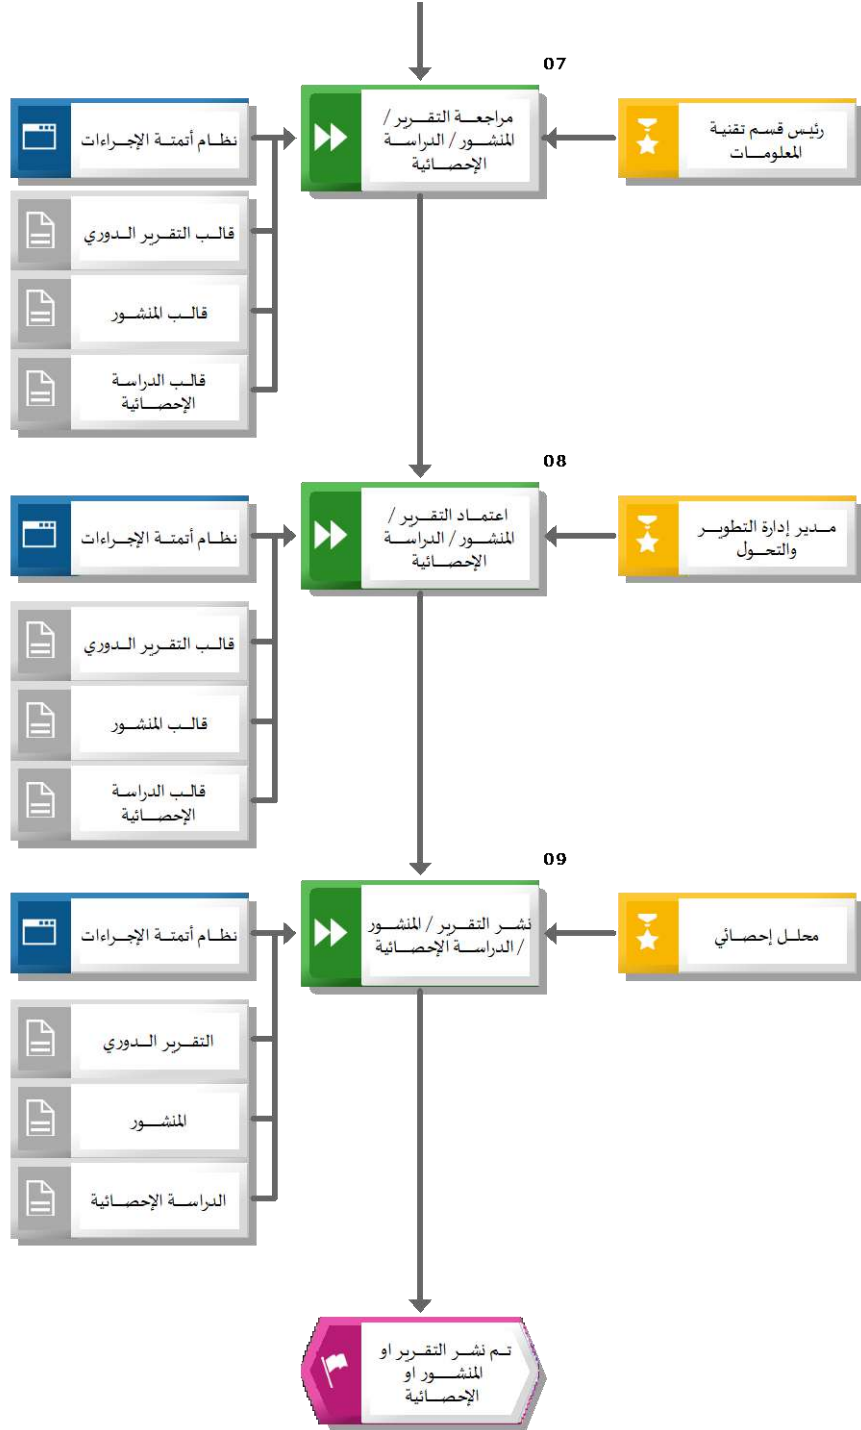 07
رئيس قسم تقنية
المعلومات
مراجعة التقرير /
المنشور / الدراسة
الإحصائية
نظام أتمتة الإجراءات
قالب التقرير الدوري
قالب المنشور
قالب الدراسة
الإحصائية
08
مدير إدارة التطوير
والتحول
اعتماد التقرير /
المنشور / الدراسة
الإحصائية
نظام أتمتة الإجراءات
قالب التقرير الدوري
قالب المنشور
قالب الدراسة
الإحصائية
09
محلل إحصائي
نشر التقرير / المنشور
/ الدراسة الإحصائية
نظام أتمتة الإجراءات
التقرير الدوري
المنشور
الدراسة الإحصائية
تم نشر التقرير او
المنشور او
الإحصائية